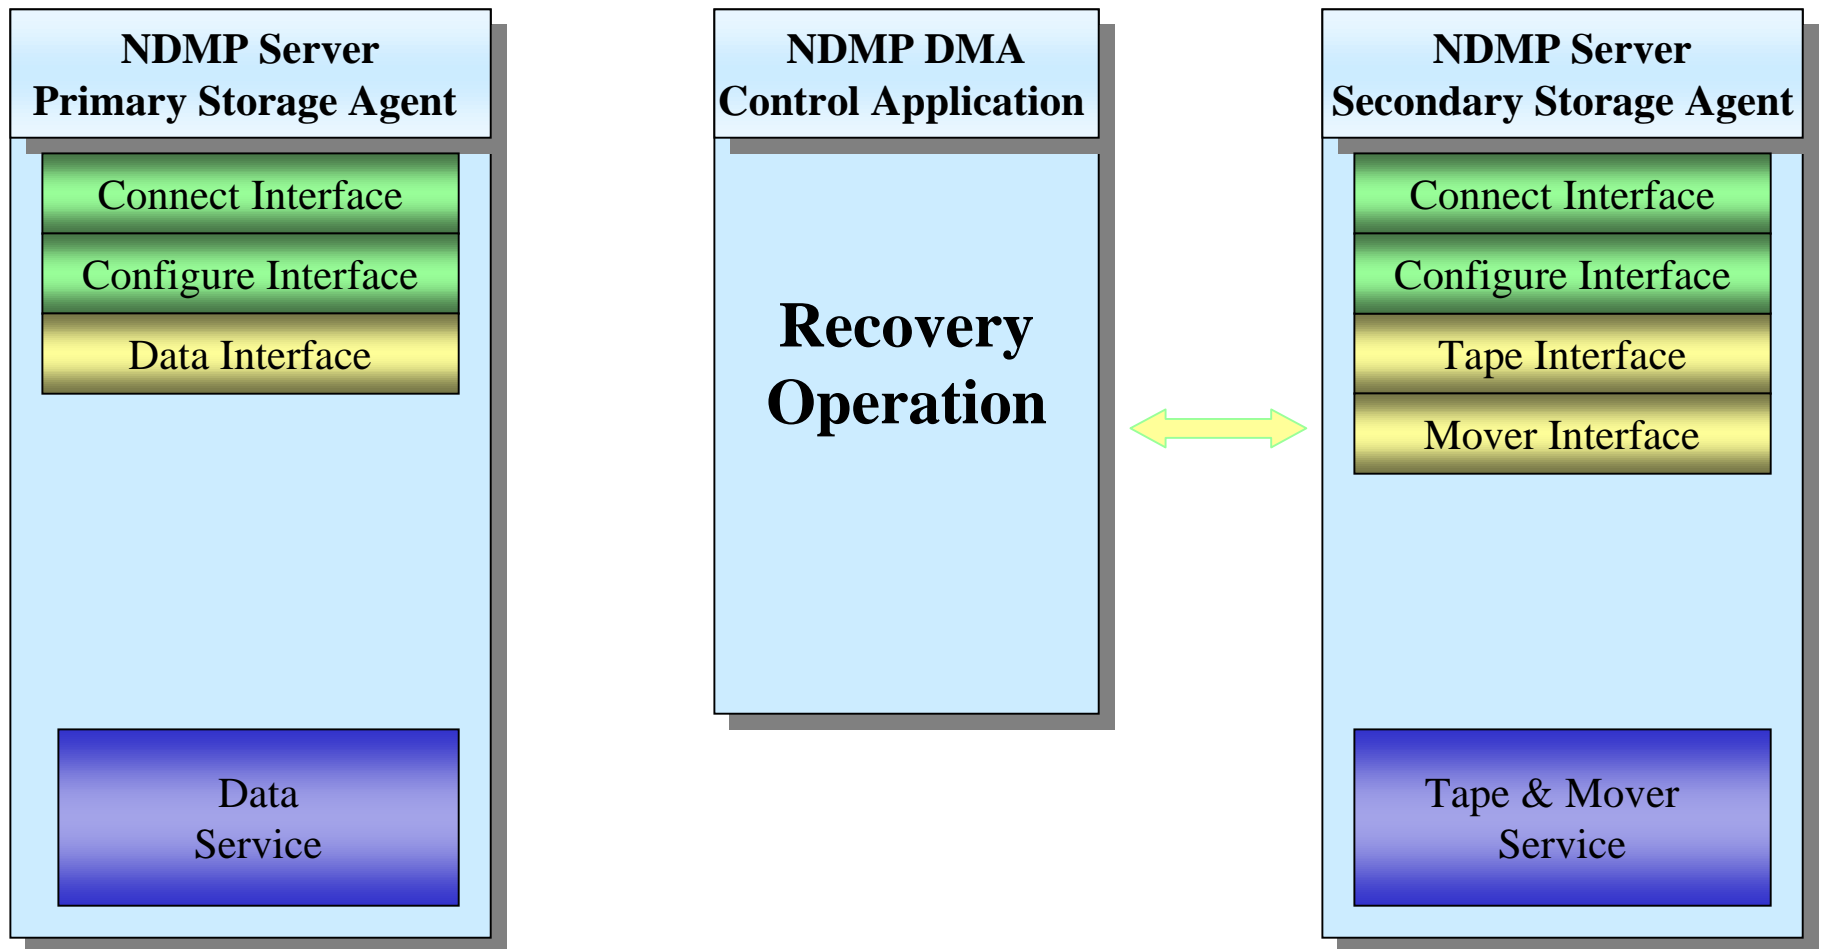 NDMP Server
Primary Storage Agent
Connect Interface
Configure Interface
Data Interface
Data
Service
NDMP DMA
Control Application
Recovery
Operation
NDMP Server
Secondary Storage Agent
Connect Interface
Configure Interface
Tape Interface
Mover Interface
Tape & Mover
Service